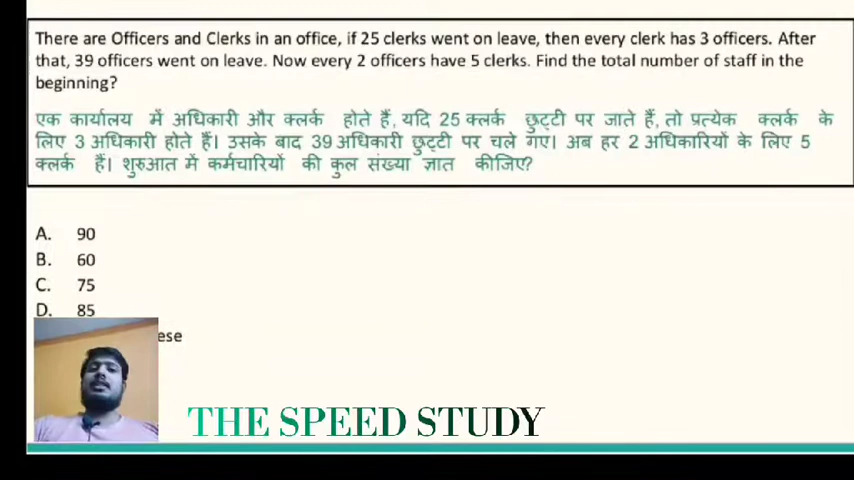 There are Officers and Clerks in an office, if 25 clerks went on leave, then every clerk has 3 officers. After
that, 39 officers went on leave. Now every 2 officers have 5 clerks. Find the total number of staff in the
beginning?
एक कार्यालय में अधिकारी और क्लर्क होते हैं, यदि 25 क्लर्क छुट्टी पर जाते हैं, तो प्रत्येक क्लर्क के
लिए 3 अधिकारी होते हैं। उसके बाद 39 अधिकारी छुट्टी पर चले गए। अब हर 2 अधिकारियों के लिए 5
क्लर्क हैं। शुरुआत में कर्मचारियों की कुल संख्या ज्ञात कीजिए?
A. 90
B. 60
C. 75
D. 85
ese
THE SPEED STUDY